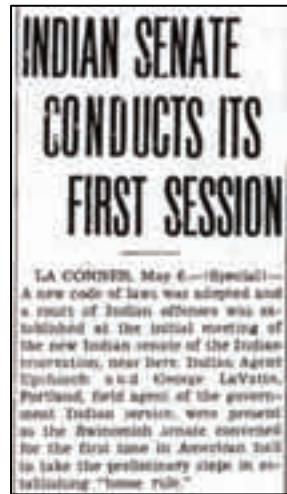 INDIAN SENATE
CONDUCTS ITS
FIRST SESSION
LA CONNER, May 6.—(Special)—
A new code of laws was adopted and
a court of Indian offenses was es-
tablished at the initial meeting of
the new Indian senate of the Indian
reservation, near here. Indian Agent
Upchurch and George LaVatta,
Portland, field agent of the govern-
ment Indian service, were present
as the Swinomish senate convened
for the first time in American hall
to take the preliminary steps in es-
tablishing "home rule."